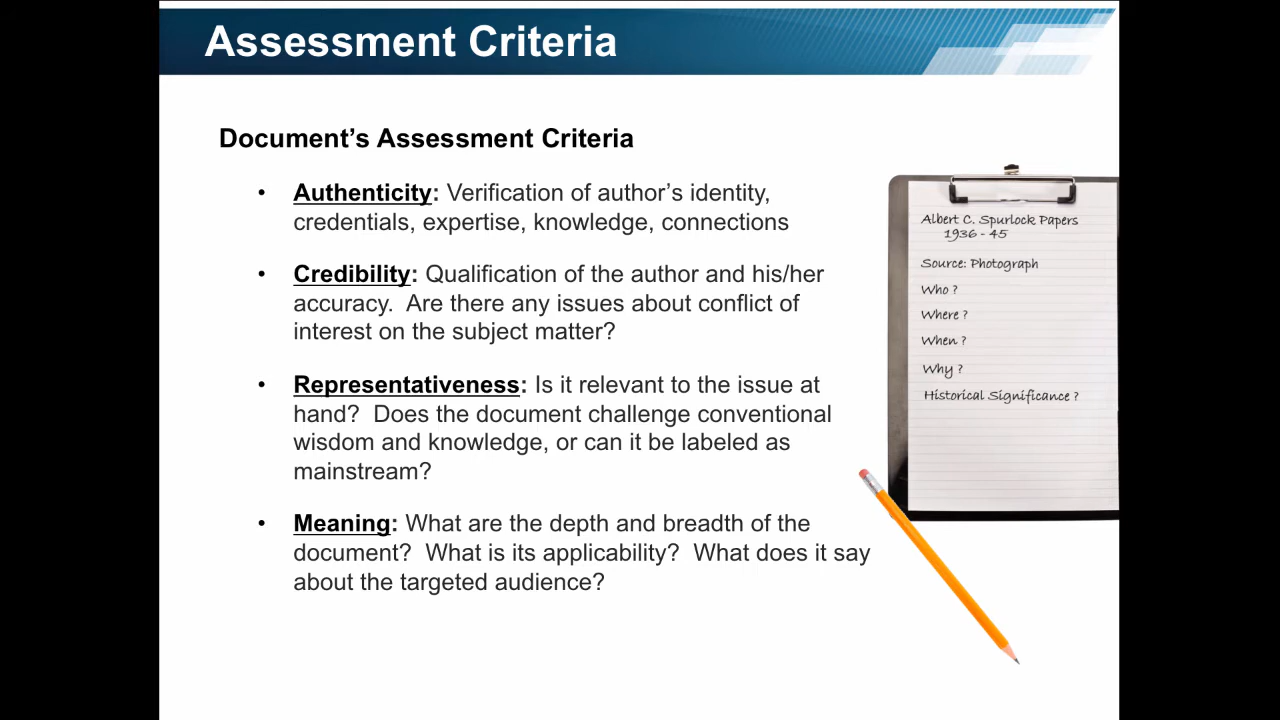 Assessment Criteria
Document’s Assessment Criteria
• Authenticity: Verification of author’s identity,
credentials, expertise, knowledge, connections
• Credibility: Qualification of the author and his/her
accuracy.  Are there any issues about conflict of
interest on the subject matter?
• Representativeness: Is it relevant to the issue at
hand?  Does the document challenge conventional
wisdom and knowledge, or can it be labeled as
mainstream?
• Meaning: What are the depth and breadth of the
document?  What is its applicability?  What does it say
about the targeted audience?
Albert C. Spurlock Papers
1936 - 45
Source: Photograph
Who ?
Where ?
When ?
Why ?
Historical Significance ?